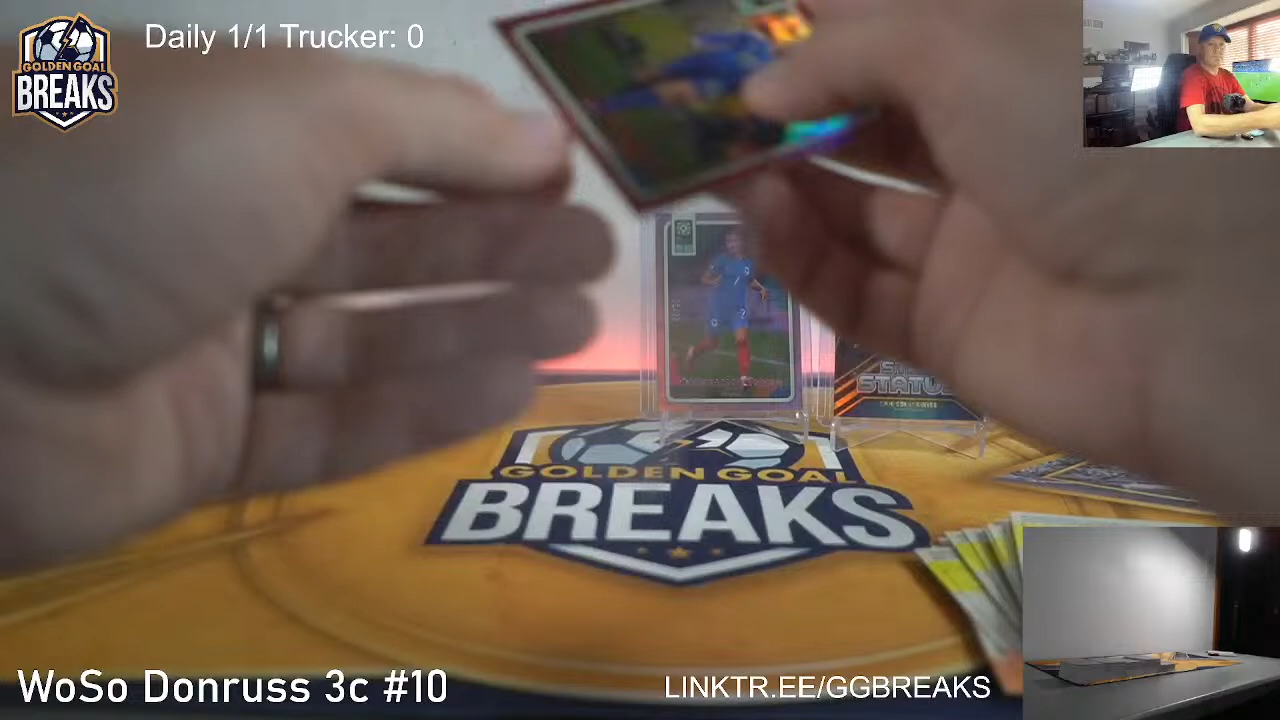 Daily 1/1 Trucker: 0
GOLDEN GOAL
BREAKS
STATUS
GOLDEN GOAL
BREAKS
WoSo Donruss 3c #10
LINKTR.EE/GGBREAKS